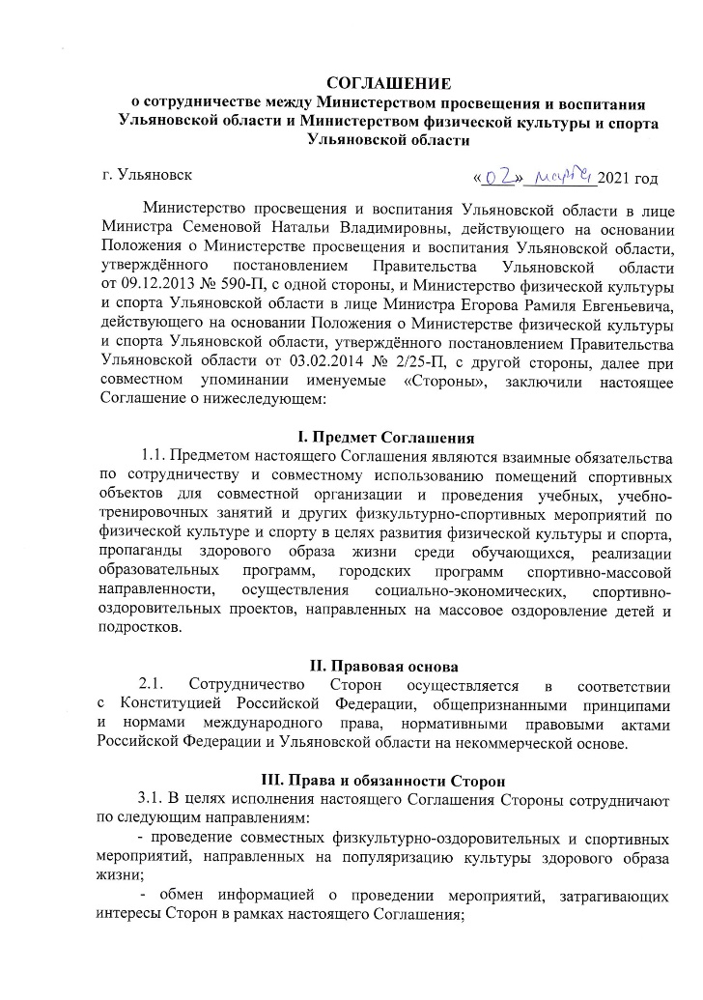 СОГЛАШЕНИЕ
о сотрудничестве между Министерством просвещения и воспитания
Ульяновской области и Министерством физической культуры и спорта
Ульяновской области
г. Ульяновск «02» марта 2021 год
Министерство просвещения и воспитания Ульяновской области в лице
Министра Семеновой Натальи Владимировны, действующего на основании
Положения о Министерстве просвещения и воспитания Ульяновской области,
утверждённого постановлением Правительства Ульяновской области
от 09.12.2013 № 590-П, с одной стороны, и Министерство физической культуры
и спорта Ульяновской области в лице Министра Егорова Рамиля Евгеньевича,
действующего на основании Положения о Министерстве физической культуры
и спорта Ульяновской области, утверждённого постановлением Правительства
Ульяновской области от 03.02.2014 № 2/25-П, с другой стороны, далее при
совместном упоминании именуемые «Стороны», заключили настоящее
Соглашение о нижеследующем:
I. Предмет Соглашения
1.1. Предметом настоящего Соглашения являются взаимные обязательства
по сотрудничеству и совместному использованию помещений спортивных
объектов для совместной организации и проведения учебных, учебно-
тренировочных занятий и других физкультурно-спортивных мероприятий по
физической культуре и спорту в целях развития физической культуры и спорта,
пропаганды здорового образа жизни среди обучающихся, реализации
образовательных программ, городских программ спортивно-массовой
направленности, осуществления социально-экономических, спортивно-
оздоровительных проектов, направленных на массовое оздоровление детей и
подростков.
II. Правовая основа
2.1. Сотрудничество Сторон осуществляется в соответствии
с Конституцией Российской Федерации, общепризнанными принципами
и нормами международного права, нормативными правовыми актами
Российской Федерации и Ульяновской области на некоммерческой основе.
III. Права и обязанности Сторон
3.1. В целях исполнения настоящего Соглашения Стороны сотрудничают
по следующим направлениям:
- проведение совместных физкультурно-оздоровительных и спортивных
мероприятий, направленных на популяризацию культуры здорового образа
жизни;
- обмен информацией о проведении мероприятий, затрагивающих
интересы Сторон в рамках настоящего Соглашения;